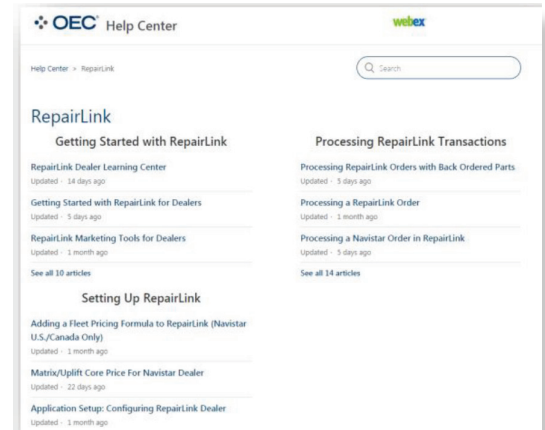 OEC Help Center
webex
Help Center > RepairLink
Search
RepairLink
Getting Started with RepairLink
RepairLink Dealer Learning Center
Updated · 14 days ago
Getting Started with RepairLink for Dealers
Updated · 5 days ago
RepairLink Marketing Tools for Dealers
Updated · 1 month ago
See all 10 articles
Processing RepairLink Transactions
Processing RepairLink Orders with Back Ordered Parts
Updated · 5 days ago
Processing a RepairLink Order
Updated · 1 month ago
Processing a Navistar Order in RepairLink
Updated · 5 days ago
See all 14 articles
Setting Up RepairLink
Adding a Fleet Pricing Formula to RepairLink (Navistar
U.S./Canada Only)
Updated · 1 month ago
Matrix/Uplift Core Price For Navistar Dealer
Updated · 22 days ago
Application Setup: Configuring RepairLink Dealer
Updated · 1 month ago